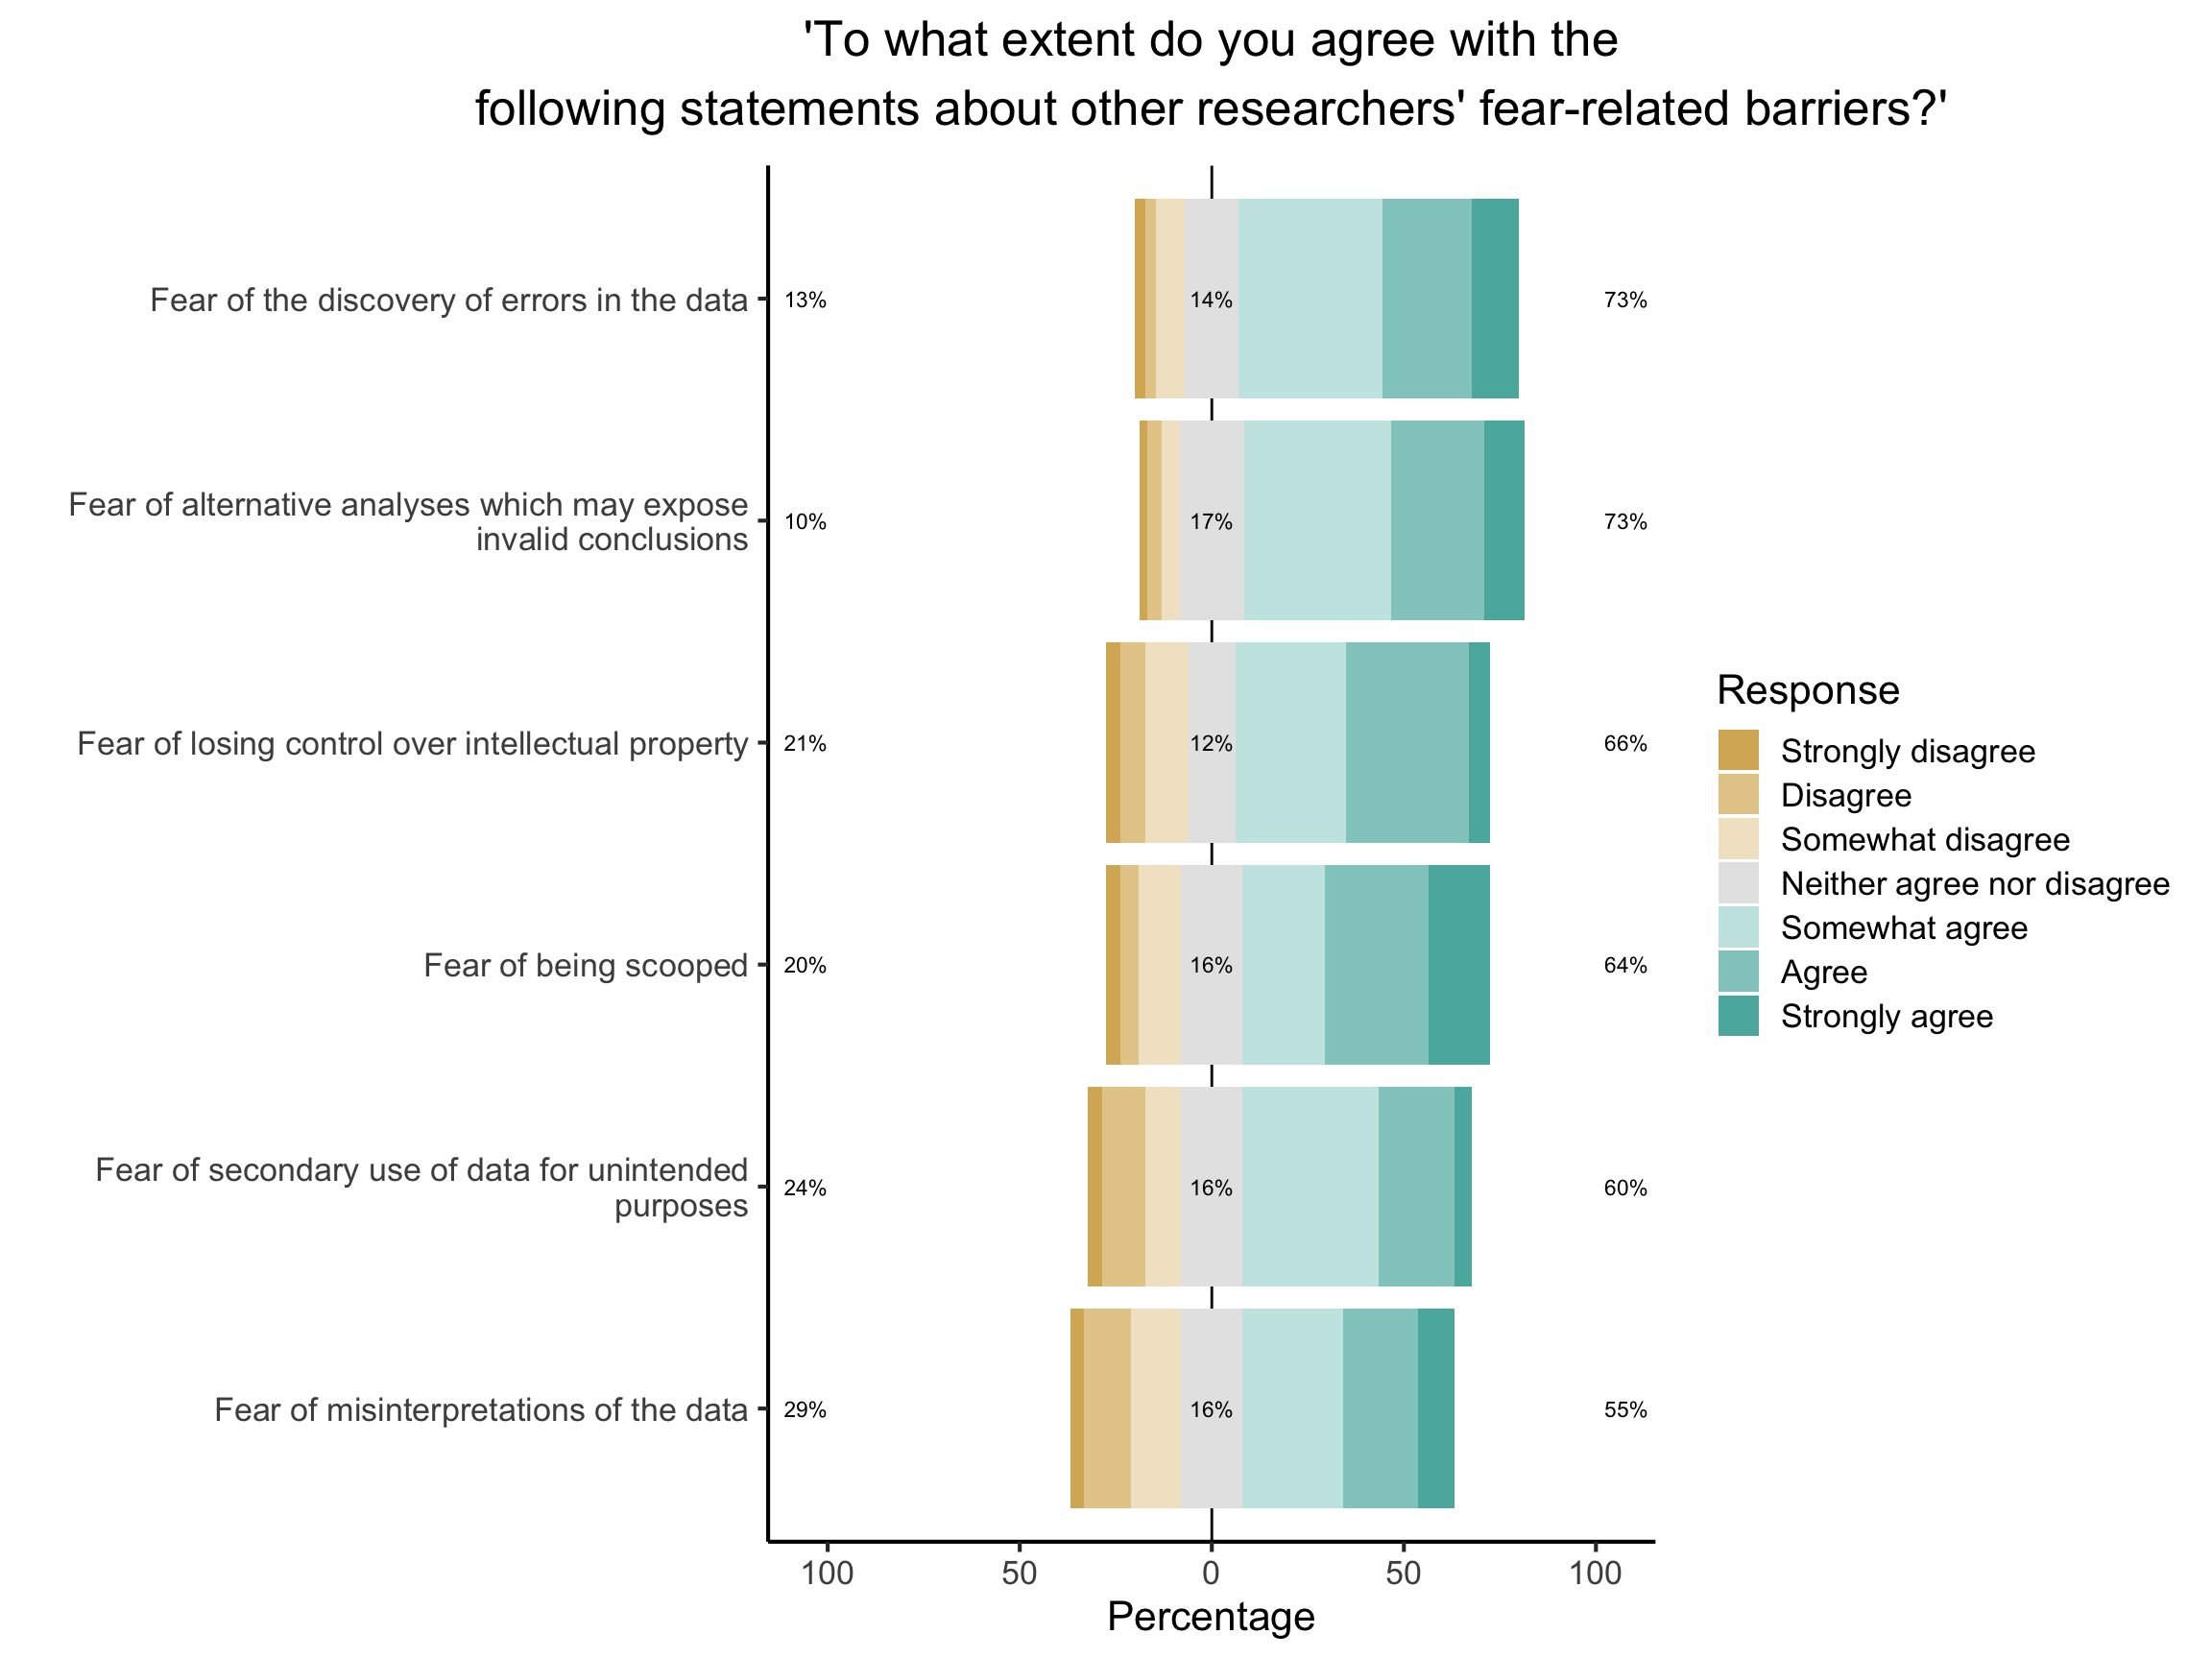 'To what extent do you agree with the
following statements about other researchers' fear-related barriers?'
Fear of the discovery of errors in the data
13%
14%
73%
Fear of alternative analyses which may expose
invalid conclusions
10%
17%
73%
Fear of losing control over intellectual property
21%
12%
66%
Fear of being scooped
20%
16%
64%
Fear of secondary use of data for unintended
purposes
24%
16%
60%
Fear of misinterpretations of the data
29%
16%
55%
100
50
0
50
100
Percentage
Response
Strongly disagree
Disagree
Somewhat disagree
Neither agree nor disagree
Somewhat agree
Agree
Strongly agree